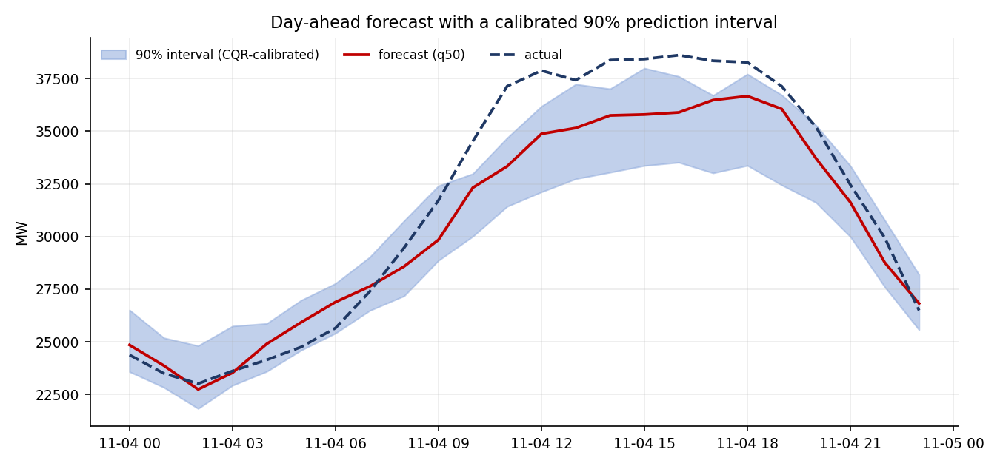 Day-ahead forecast with a calibrated 90% prediction interval
90% interval (CQR-calibrated) forecast (q50) actual
37500
35000
32500
30000
27500
25000
22500
MW
11-04 00 11-04 03 11-04 06 11-04 09 11-04 12 11-04 15 11-04 18 11-04 21 11-05 00